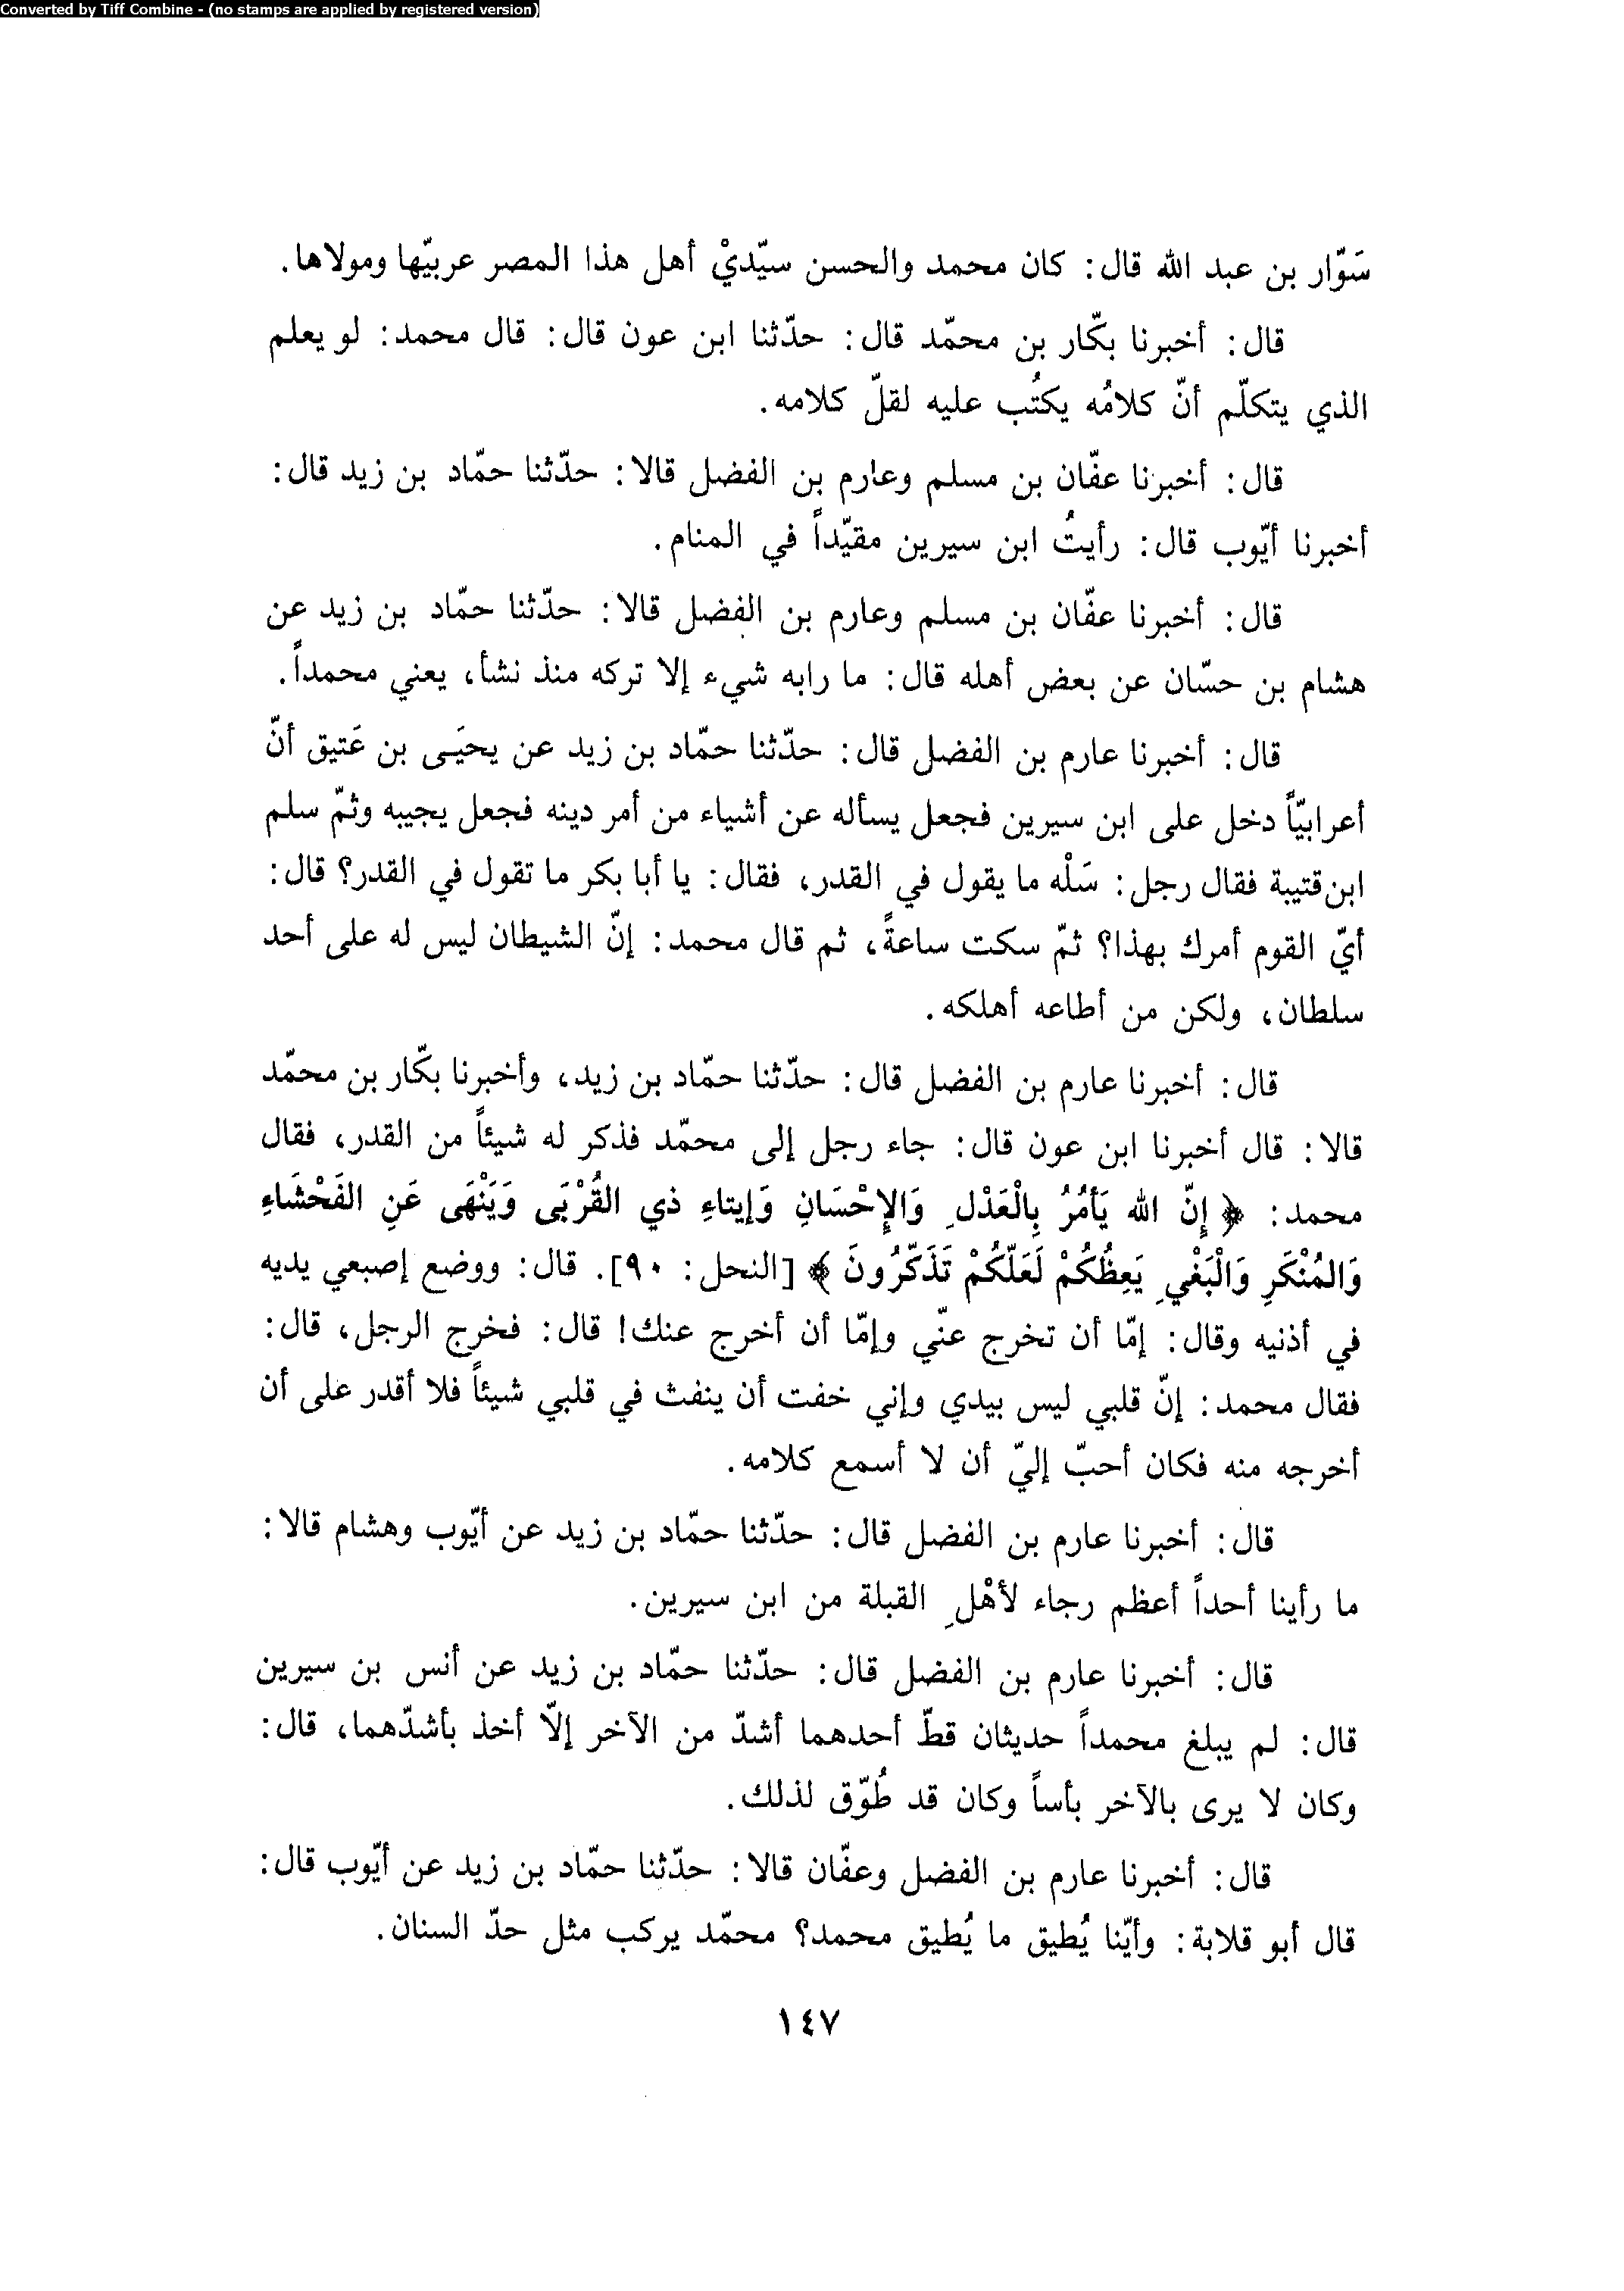 Converted by Tiff Combine - (no stamps are applied by registered version)
سَوّار بن عبد الله قال: كان محمد والحسن سيّديْ أهل هذا المصر عربيّها ومولاها.
قال: أخبرنا بكّار بن محمّد قال: حدّثنا ابن عون قال: قال محمد: لو يعلم
الذي يتكلّم أنّ كلامُه يكتُب عليه لقلّ كلامه.
قال: أخبرنا عفّان بن مسلم وعارم بن الفضل قالا: حدّثنا حمّاد بن زيد قال:
أخبرنا أيّوب قال: رأيتُ ابن سيرين مقيّداً في المنام.
قال: أخبرنا عفّان بن مسلم وعارم بن الفضل قالا: حدّثنا حمّاد بن زيد عن
هشام بن حسّان عن بعض أهله قال: ما رابه شيء إلا تركه منذ نشأ، يعني محمداً.
قال: أخبرنا عارم بن الفضل قال: حدّثنا حمّاد بن زيد عن يحيَـى بن عَتيق أنّ
أعرابيّاً دخل على ابن سيرين فجعل يسأله عن أشياء من أمر دينه فجعل يجيبه وثمّ سلم
ابن قتيبة فقال رجل: سَلْه ما يقول في القدر، فقال: يا أبا بكر ما تقول في القدر؟ قال:
أيّ القوم أمرك بهذا؟ ثمّ سكت ساعةً، ثم قال محمد: إنّ الشيطان ليس له على أحد
سلطان، ولكن من أطاعه أهلكه.
قال: أخبرنا عارم بن الفضل قال: حدّثنا حمّاد بن زيد، وأخبرنا بكّار بن محمّد
قالا: قال أخبرنا ابن عون قال: جاء رجل إلى محمّد فذكر له شيئاً من القدر، فقال
محمد: ﴿إِنّ الله يَأمُرُ بِالْعَدْلِ وَالإِحْسَانِ وَإيتاءِ ذي القُرْبَى وَيَنْهَى عَنِ الفَحْشَاءِ
وَالمُنْكَرِ وَالْبَغْيِ يَعِظُكُمْ لَعَلّكُمْ تَذَكّرُونَ﴾ [النحل: ٩٠]. قال: ووضع إصبعي يديه
في أذنيه وقال: إمّا أن تخرج عنّي وإمّا أن أخرج عنك! قال: فخرج الرجل، قال:
فقال محمد: إنّ قلبي ليس بيدي وإني خفت أن ينفث في قلبي شيئاً فلا أقدر على أن
أخرجه منه فكان أحبّ إليّ أن لا أسمع كلامه.
قال: أخبرنا عارم بن الفضل قال: حدّثنا حمّاد بن زيد عن أيّوب وهشام قالا:
ما رأينا أحداً أعظم رجاء لأهْلِ القبلة من ابن سيرين.
قال: أخبرنا عارم بن الفضل قال: حدّثنا حمّاد بن زيد عن أنس بن سيرين
قال: لم يبلغ محمداً حديثان قطّ أحدهما أشدّ من الآخر إلاّ أخذ بأشدّهما، قال:
وكان لا يرى بالآخر بأساً وكان قد طُوّق لذلك.
قال: أخبرنا عارم بن الفضل وعفّان قالا: حدّثنا حمّاد بن زيد عن أيّوب قال:
قال أبو قلابة: وأيّنا يُطيق ما يُطيق محمد؟ محمّد يركب مثل حدّ السنان.
١٤٧